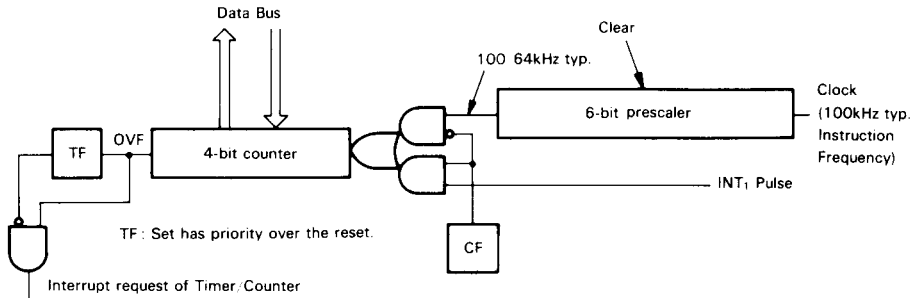 Data Bus
Clear
100 64kHz typ.
Clock
(100kHz typ.
Instruction
Frequency)
6-bit prescaler
OVF
TF
4-bit counter
INT₁ Pulse
TF : Set has priority over the reset.
CF
Interrupt request of Timer/Counter